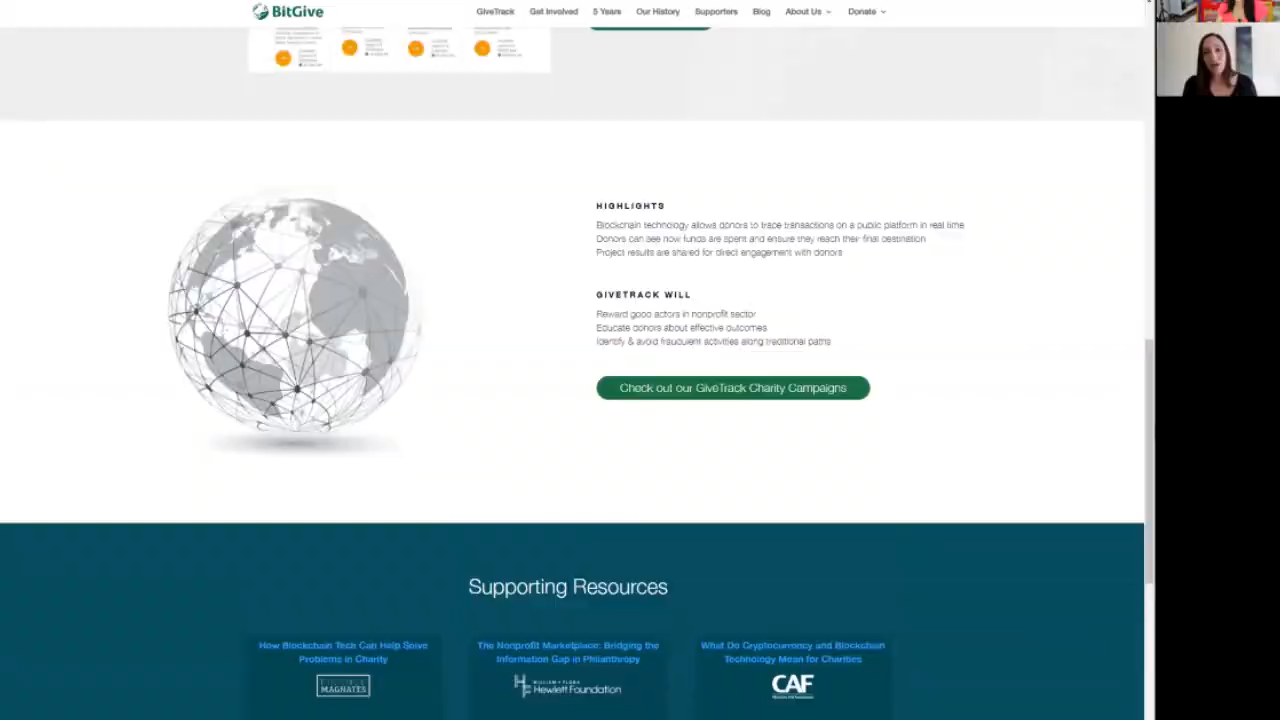 BitGive
GiveTrack
Get Involved
5 Years
Our History
Supporters
Blog
About Us
Donate
HIGHLIGHTS
Blockchain technology allows donors to trace transactions on a public platform in real time
Donors can see how funds are spent and ensure they reach their final destination
Project results are shared for direct engagement with donors
GIVETRACK WILL
Reward good actors in nonprofit sector
Educate donors about effective outcomes
Identify & avoid fraudulent activities along traditional paths
Check out our GiveTrack Charity Campaigns
Supporting Resources
How Blockchain Tech Can Help Solve
Problems in Charity
MAGNATES
The Nonprofit Marketplace: Bridging the
Information Gap in Philanthropy
WILLIAM + FLORA
Hewlett Foundation
What Do Cryptocurrency and Blockchain
Technology Mean for Charities
CAF